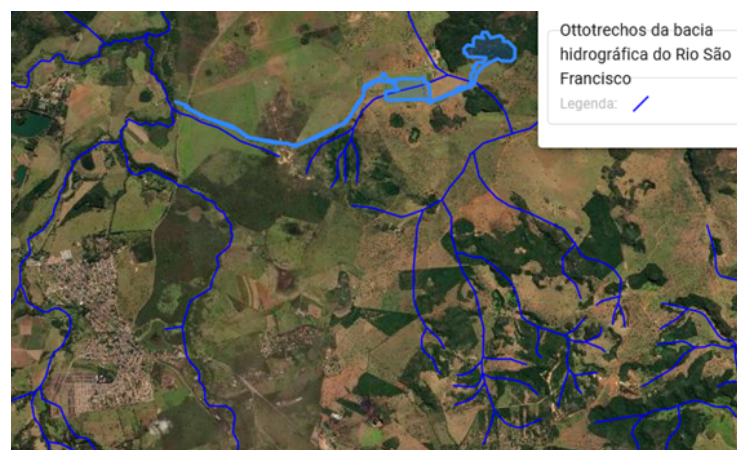 Ottotrechos da bacia
hidrográfica do Rio São
Francisco
Legenda: